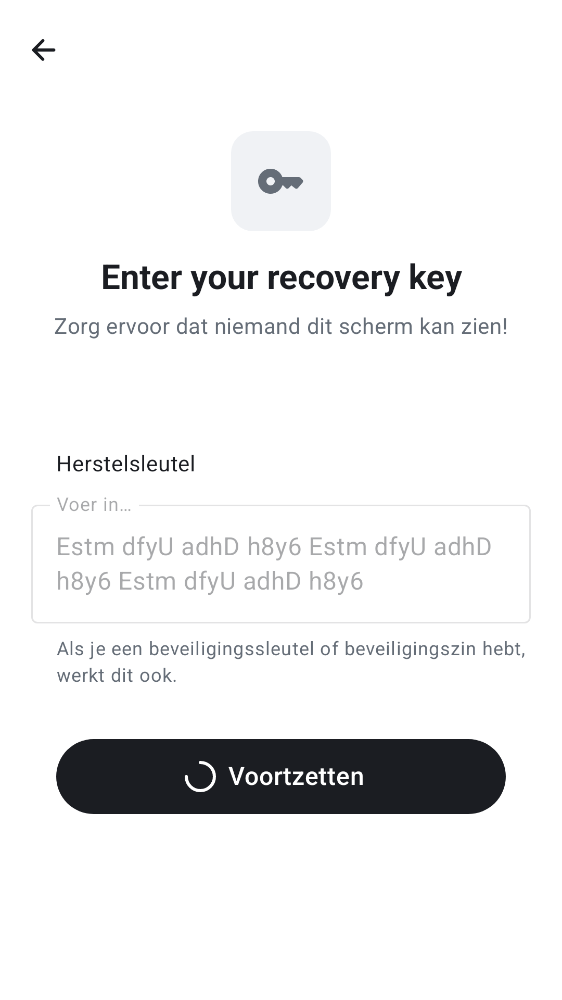 Enter your recovery key
Zorg ervoor dat niemand dit scherm kan zien!
Herstelsleutel
Voer in…
Estm dfyU adhD h8y6 Estm dfyU adhD
h8y6 Estm dfyU adhD h8y6
Als je een beveiligingssleutel of beveiligingszin hebt,
werkt dit ook.
Voortzetten